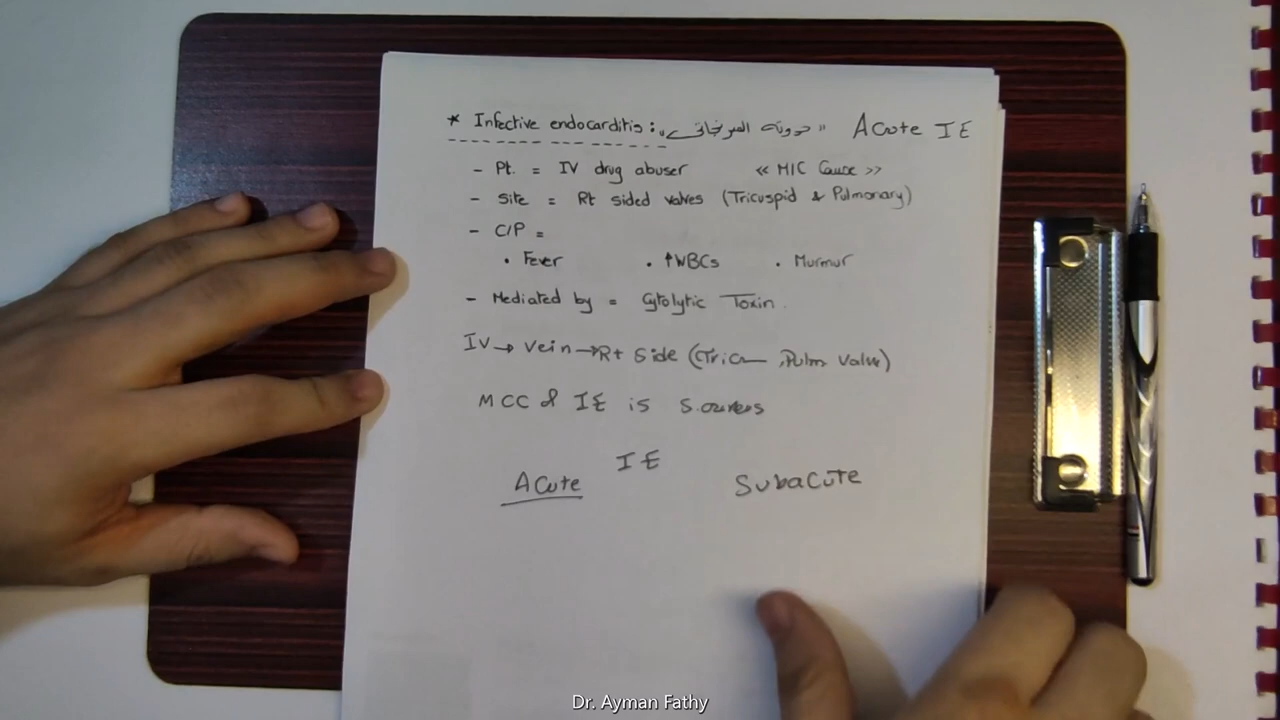 * Infective endocarditis : "حدوتة المرجانى" Acute IE
- Pt. = IV drug abuser << MIC Cause >>
- Site = Rt sided valves (Tricuspid & Pulmonary)
- C/P =
• Fever • ↑WBCs • Murmur
- Mediated by = Cytolytic Toxin.
IV → vein → Rt Side (Tric , Pulm Valve)
MCC of IE is S. aureus
IE
Acute Subacute
Dr. Ayman Fathy